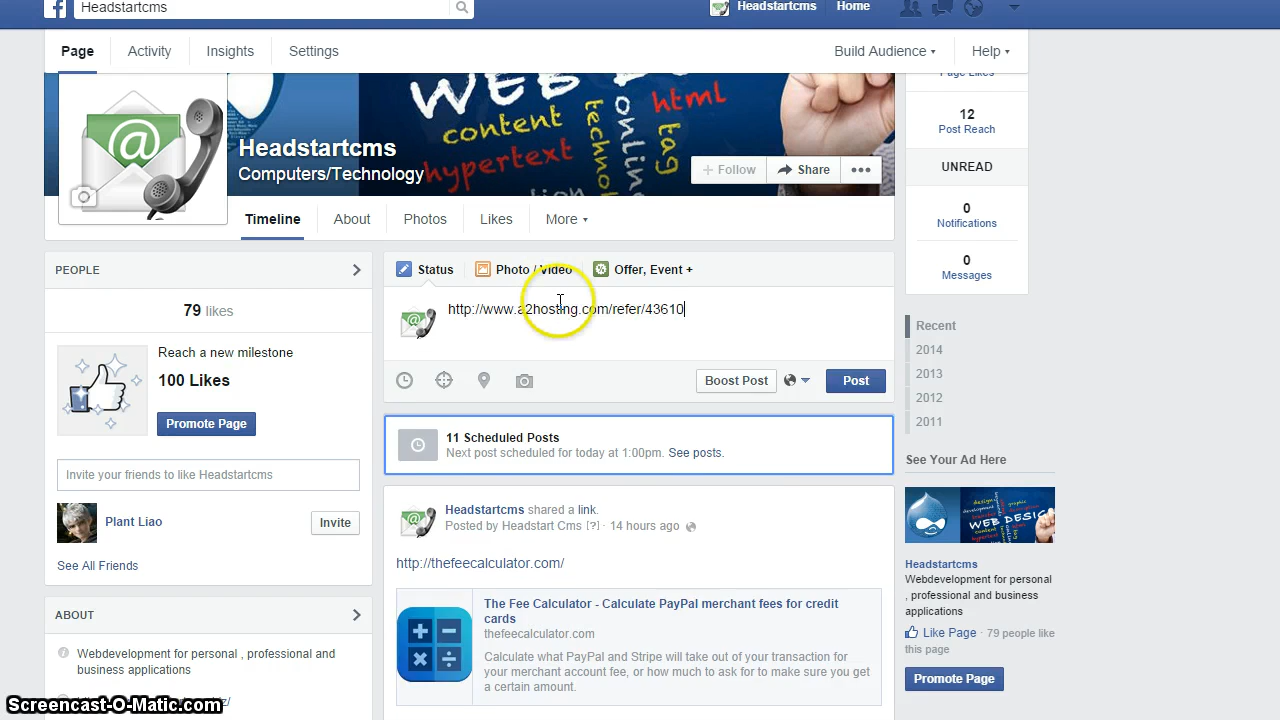 Headstartcms
Headstartcms Home
Page Activity Insights Settings Build Audience Help
WEB DE
content
hypertext
techno
online
html
tag
Headstartcms
Computers/Technology
+ Follow Share •••
Timeline About Photos Likes More
Page Likes
12
Post Reach
UNREAD
0
Notifications
0
Messages
Recent
2014
2013
2012
2011
PEOPLE
79 likes
Reach a new milestone
100 Likes
Promote Page
Invite your friends to like Headstartcms
Plant Liao Invite
See All Friends
ABOUT
Webdevelopment for personal , professional and
business applications
Status Photo / Video Offer, Event +
http://www.a2hosting.com/refer/43610
Boost Post Post
11 Scheduled Posts
Next post scheduled for today at 1:00pm. See posts.
Headstartcms shared a link.
Posted by Headstart Cms [?] · 14 hours ago
http://thefeecalculator.com/
The Fee Calculator - Calculate PayPal merchant fees for credit
cards
thefeecalculator.com
Calculate what PayPal and Stripe will take out of your transaction for
your merchant account fee, or how much to ask for to make sure you get
a certain amount.
See Your Ad Here
WEB DESIG
Headstartcms
Webdevelopment for personal
, professional and business
applications
Like Page · 79 people like
this page
Promote Page
Screencast-O-Matic.com